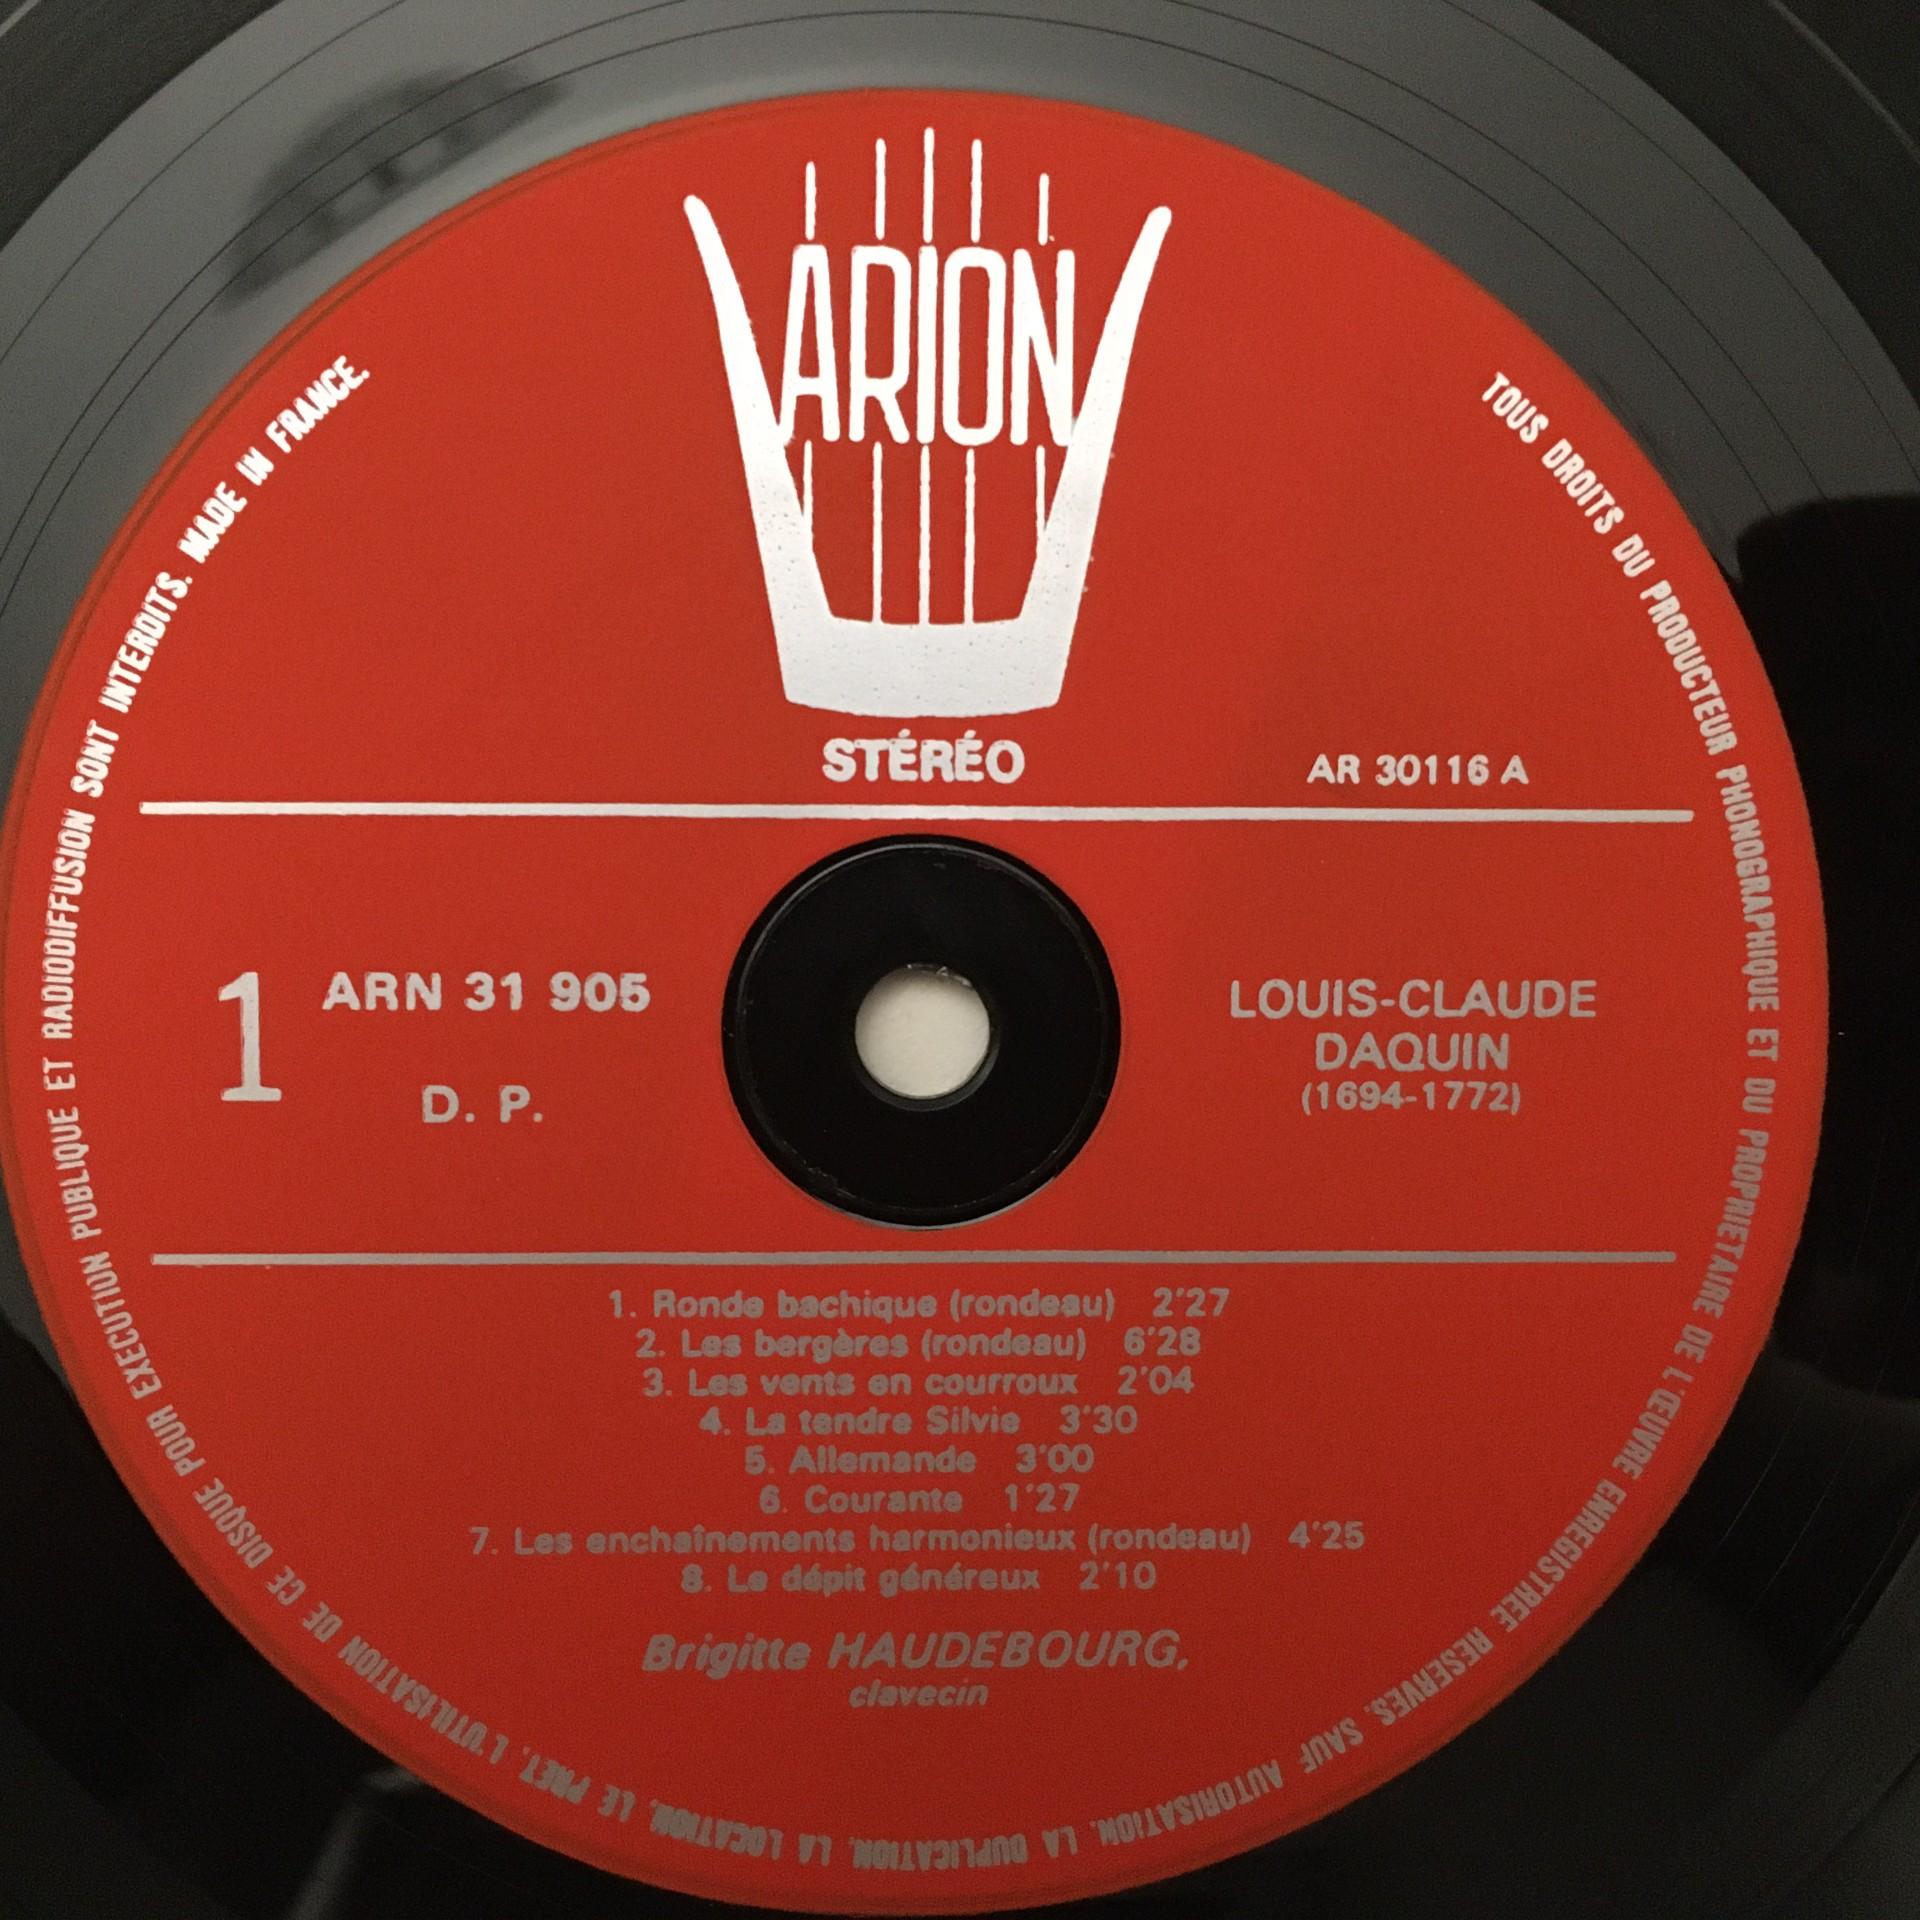 ARION
STÉRÉO
AR 30116 A
1
ARN 31 905
D. P.
LOUIS-CLAUDE
DAQUIN
(1694-1772)
1. Ronde bachique (rondeau) 2'27
2. Les bergères (rondeau) 6'28
3. Les vents en courroux 2'04
4. La tendre Silvie 3'30
5. Allemande 3'00
6. Courante 1'27
7. Les enchaînements harmonieux (rondeau) 4'25
8. Le dépit généreux 2'10
Brigitte HAUDEBOURG,
clavecin
TOUS DROITS DU PRODUCTEUR PHONOGRAPHIQUE ET DU PROPRIETAIRE DE L'ŒUVRE ENREGISTREE RESERVES. SAUF AUTORISATION, LA DUPLICATION, LA LOCATION, LE PRET, L'UTILISATION DE CE DISQUE POUR EXECUTION PUBLIQUE ET RADIODIFFUSION SONT INTERDITS. MADE IN FRANCE.